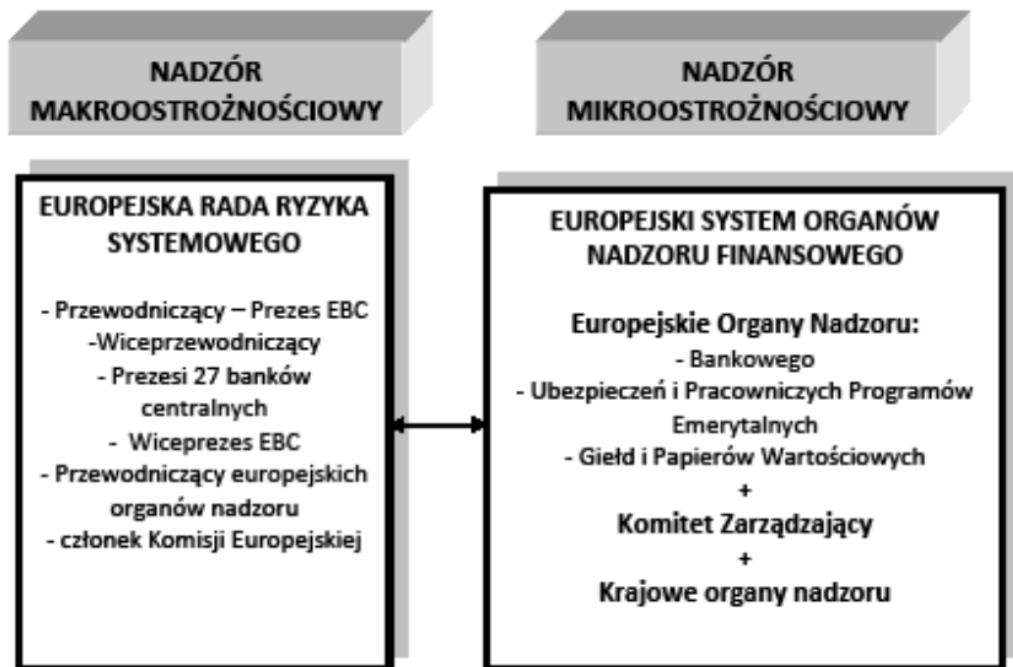 NADZÓR
MAKROOSTROŻNOŚCIOWY
NADZÓR
MIKROOSTROŻNOŚCIOWY
EUROPEJSKA RADA RYZYKA
SYSTEMOWEGO
- Przewodniczący – Prezes EBC
-Wiceprzewodniczący
- Prezesi 27 banków
centralnych
- Wiceprezes EBC
- Przewodniczący europejskich
organów nadzoru
- członek Komisji Europejskiej
EUROPEJSKI SYSTEM ORGANÓW
NADZORU FINANSOWEGO
Europejskie Organy Nadzoru:
- Bankowego
- Ubezpieczeń i Pracowniczych Programów
Emerytalnych
- Giełd i Papierów Wartościowych
+
Komitet Zarządzający
+
Krajowe organy nadzoru